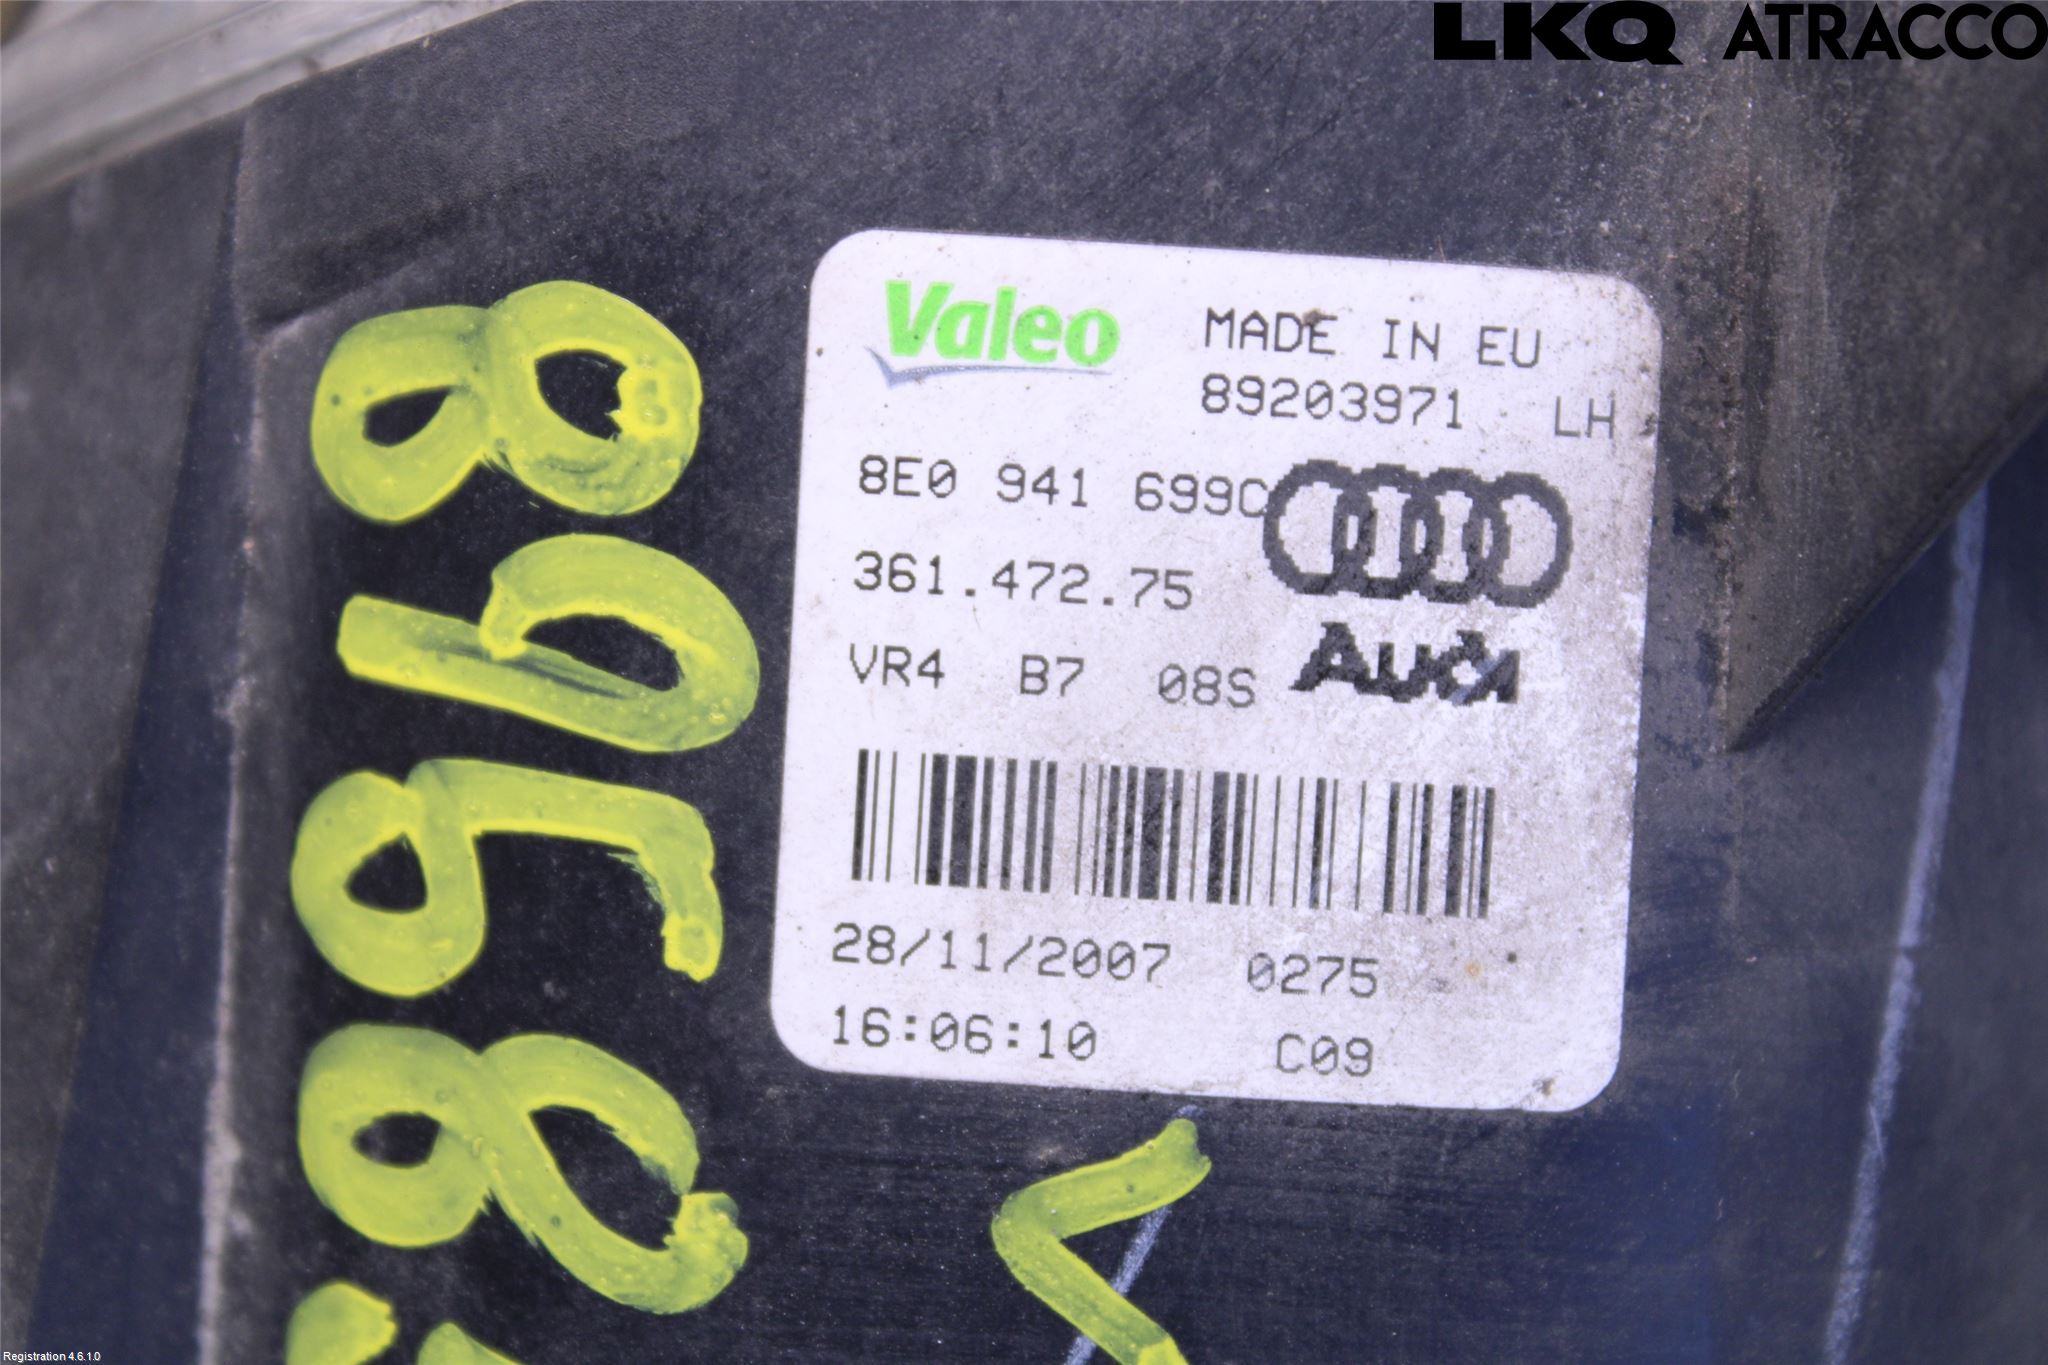 LKQ ATRACCO
Valeo
MADE IN EU
89203971 LH
8E0 941 699C
361.472.75
Audi
VR4 B7 08S
28/11/2007 0275
16:06:10 C09
Registration 4.6.1.0